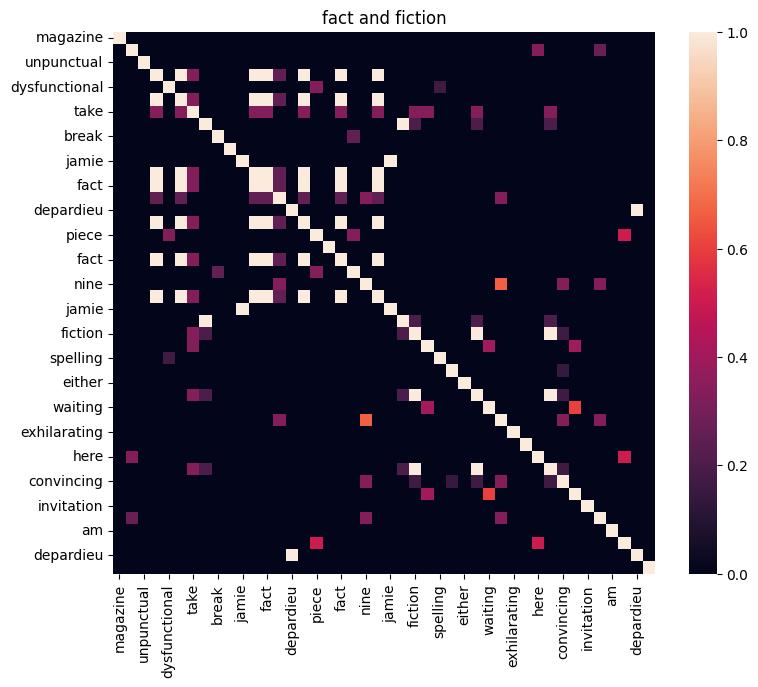 fact and fiction
magazine
unpunctual
dysfunctional
take
break
jamie
fact
depardieu
piece
fact
nine
jamie
fiction
spelling
either
waiting
exhilarating
here
convincing
invitation
am
depardieu
1.0
0.8
0.6
0.4
0.2
0.0
magazine
unpunctual
dysfunctional
take
break
jamie
fact
depardieu
piece
fact
nine
jamie
fiction
spelling
either
waiting
exhilarating
here
convincing
invitation
am
depardieu